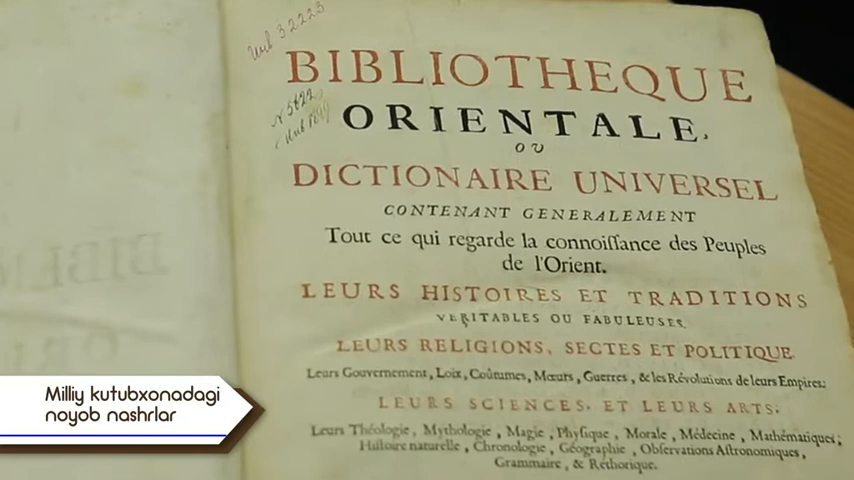 Инв 32223
BIBLIOTHEQUE
ORIENTALE,
OU
DICTIONAIRE UNIVERSEL
CONTENANT GENERALEMENT
Tout ce qui regarde la connoiſſance des Peuples
de l'Orient.
LEURS HISTOIRES ET TRADITIONS
VERITABLES OU FABULEUSES.
LEURS RELIGIONS, SECTES ET POLITIQUE.
Leurs Gouvernement, Loix, Coûtumes, Mœurs, Guerres, & les Révolutions de leurs Empires;
LEURS SCIENCES, ET LEURS ARTS;
Leurs Théologie, Mythologie, Magie, Phyſique, Morale, Médecine, Mathématiques;
Hiſtoire naturelle, Chronologie, Géographie, Obſervations Aſtronomiques,
Grammaire, & Réthorique.
Milliy kutubxonadagi
noyob nashrlar